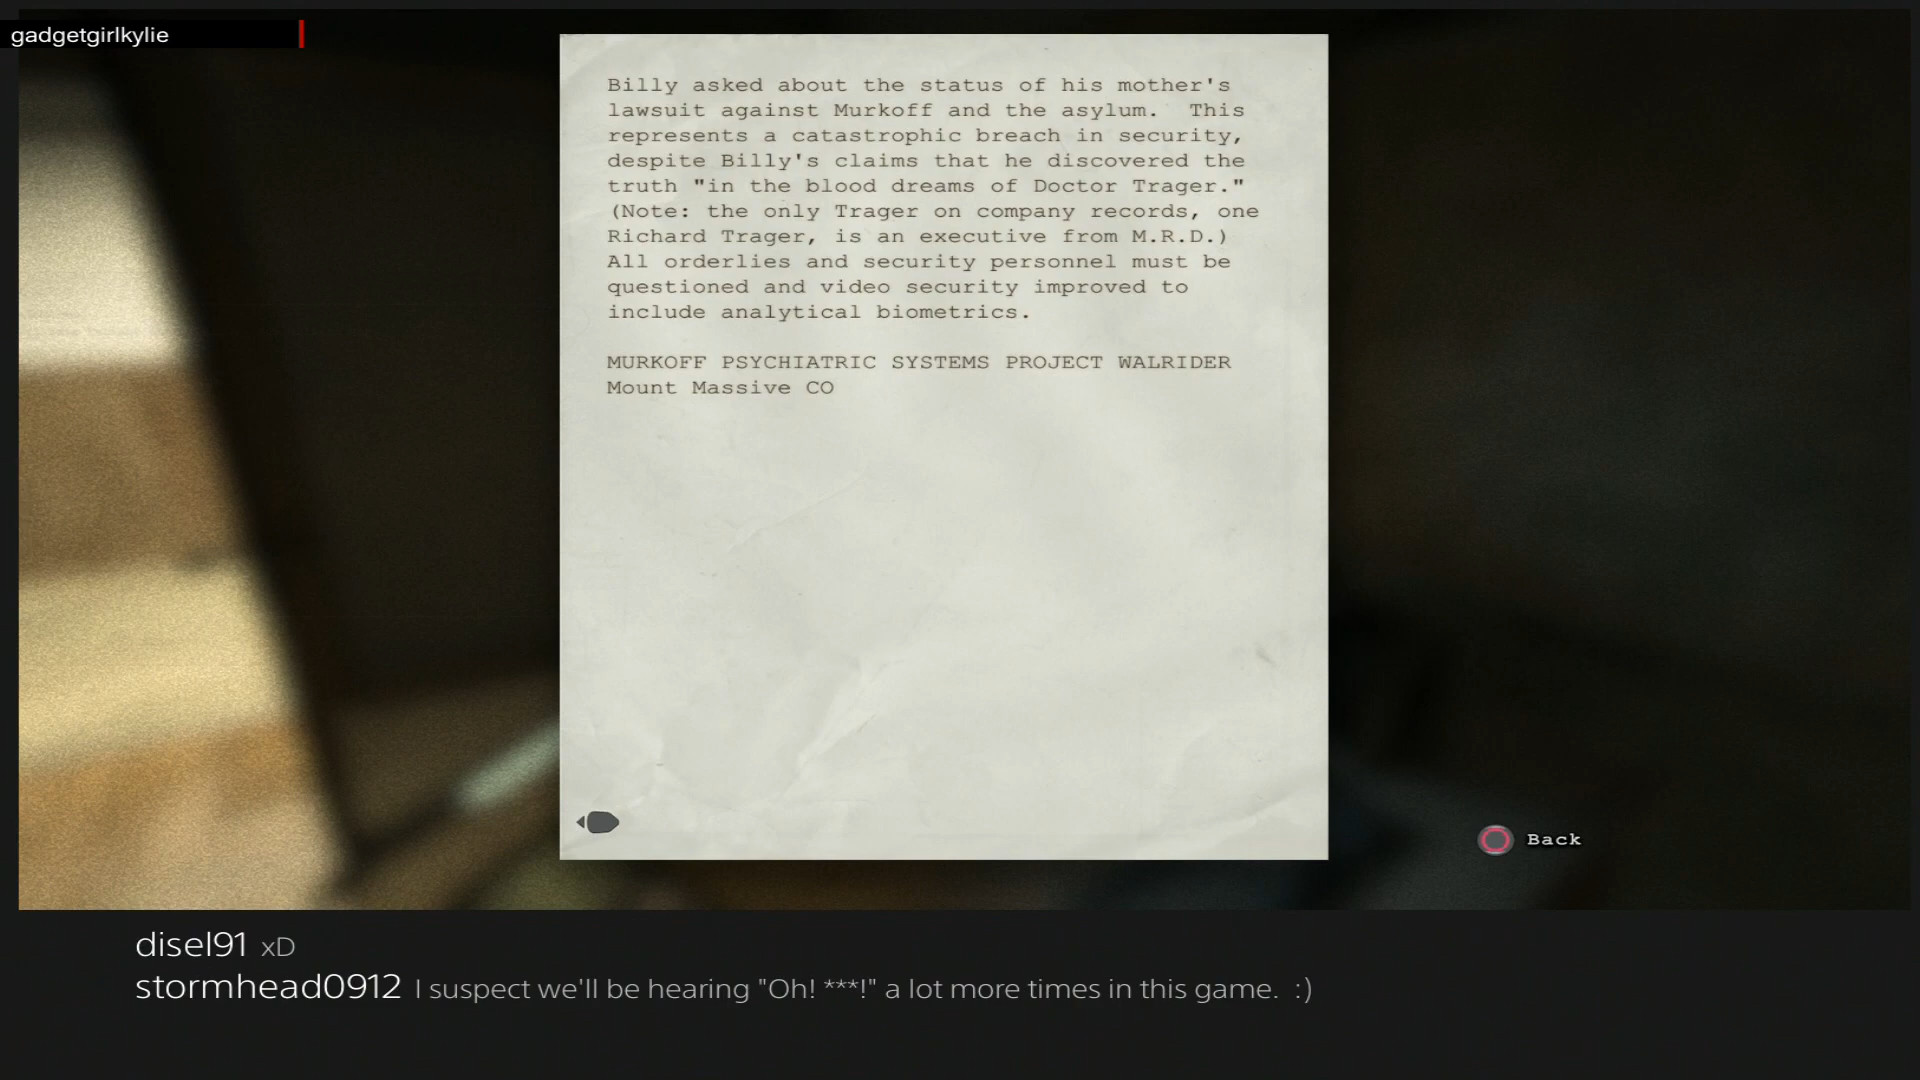 gadgetgirlkylie
Billy asked about the status of his mother's
lawsuit against Murkoff and the asylum.  This
represents a catastrophic breach in security,
despite Billy's claims that he discovered the
truth "in the blood dreams of Doctor Trager."
(Note: the only Trager on company records, one
Richard Trager, is an executive from M.R.D.)
All orderlies and security personnel must be
questioned and video security improved to
include analytical biometrics.
MURKOFF PSYCHIATRIC SYSTEMS PROJECT WALRIDER
Mount Massive CO
Back
disel91 xD
stormhead0912 I suspect we'll be hearing "Oh! ***!" a lot more times in this game.  :)